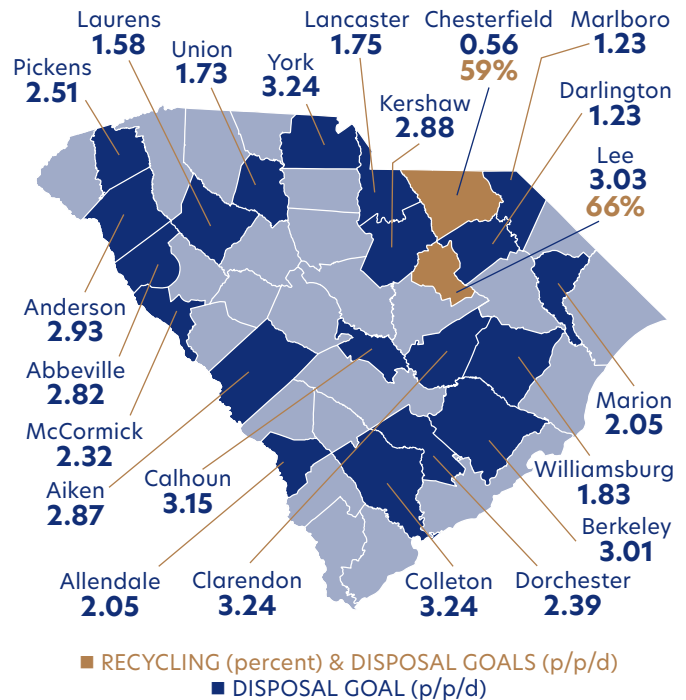 Laurens
1.58
Lancaster
1.75
Chesterfield
0.56
59%
Marlboro
1.23
Union
1.73
York
3.24
Pickens
2.51
Kershaw
2.88
Darlington
1.23
Lee
3.03
66%
Anderson
2.93
Abbeville
2.82
McCormick
2.32
Aiken
2.87
Calhoun
3.15
Marion
2.05
Williamsburg
1.83
Berkeley
3.01
Allendale
2.05
Clarendon
3.24
Colleton
3.24
Dorchester
2.39
RECYCLING (percent) & DISPOSAL GOALS (p/p/d)
DISPOSAL GOAL (p/p/d)